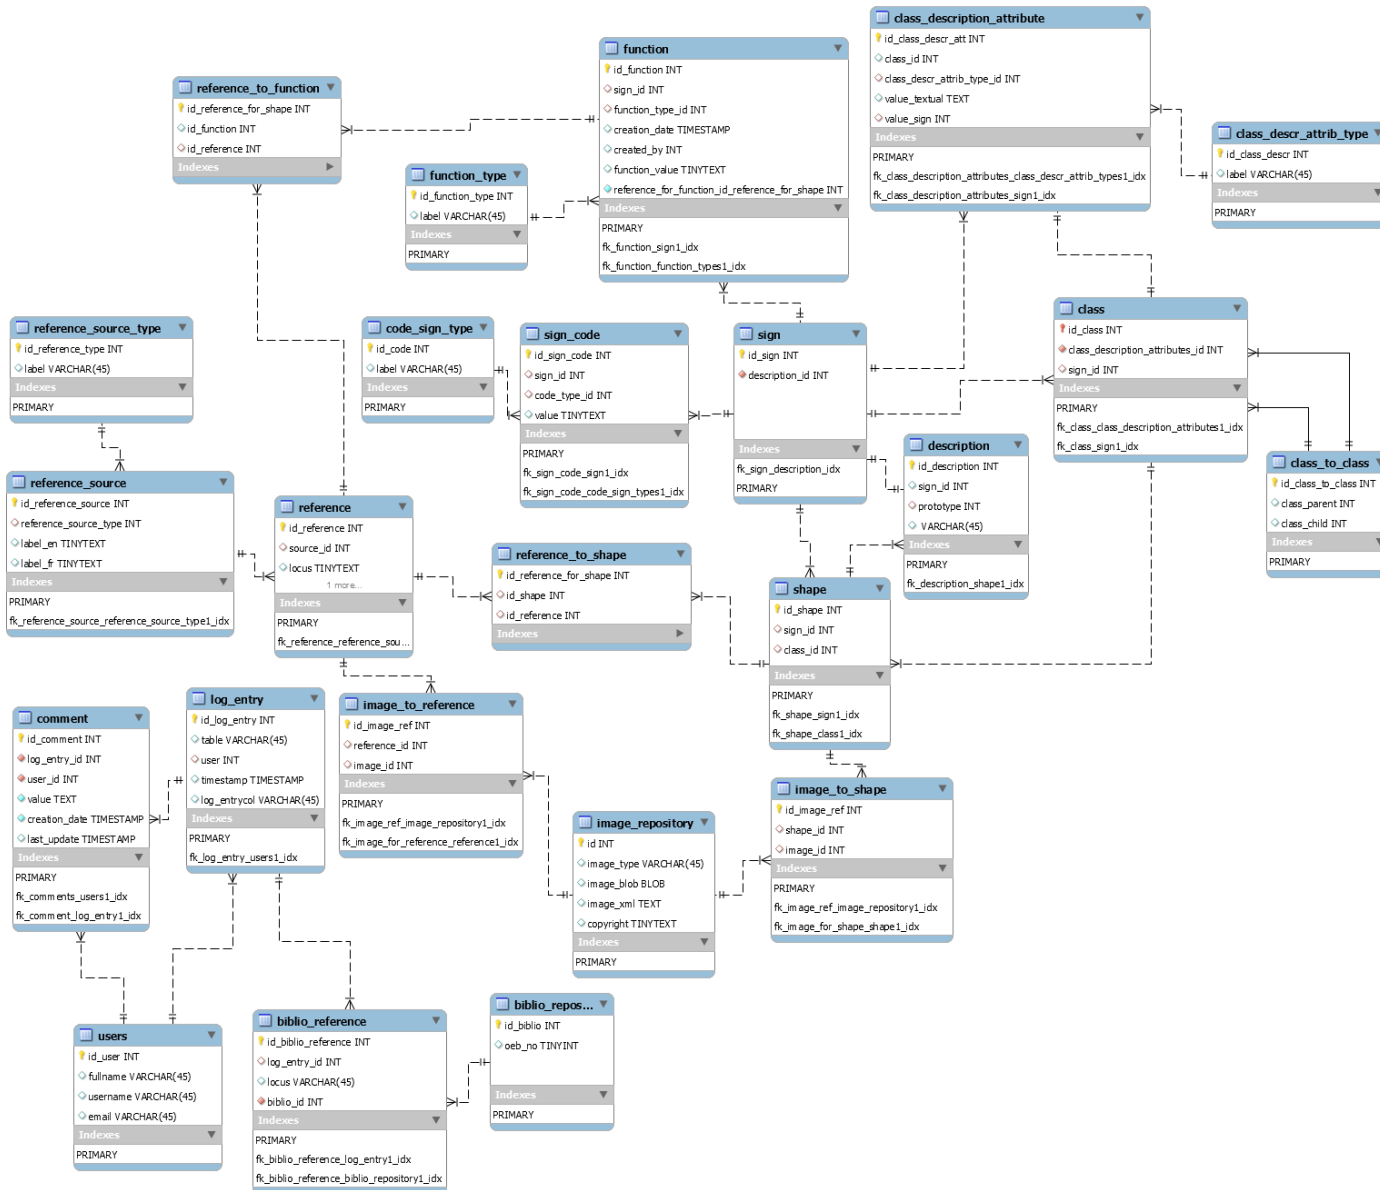 class_description_attribute
id_class_descr_att INT
class_id INT
class_descr_attrib_type_id INT
value_textual TEXT
value_sign INT
Indexes
PRIMARY
fk_class_description_attributes_class_descr_attrib_types1_idx
fk_class_description_attributes_sign1_idx
function
id_function INT
sign_id INT
function_type_id INT
creation_date TIMESTAMP
created_by INT
function_value TINYTEXT
reference_for_function_id_reference_for_shape INT
Indexes
PRIMARY
fk_function_sign1_idx
fk_function_function_types1_idx
reference_to_function
id_reference_for_shape INT
id_function INT
id_reference INT
Indexes
class_descr_attrib_type
id_class_descr INT
label VARCHAR(45)
Indexes
PRIMARY
function_type
id_function_type INT
label VARCHAR(45)
Indexes
PRIMARY
class
id_class INT
class_description_attributes_id INT
sign_id INT
Indexes
PRIMARY
fk_class_class_description_attributes1_idx
fk_class_sign1_idx
reference_source_type
id_reference_type INT
label VARCHAR(45)
Indexes
PRIMARY
code_sign_type
id_code INT
label VARCHAR(45)
Indexes
PRIMARY
sign_code
id_sign_code INT
sign_id INT
code_type_id INT
value TINYTEXT
Indexes
PRIMARY
fk_sign_code_sign1_idx
fk_sign_code_code_sign_types1_idx
sign
id_sign INT
description_id INT
Indexes
fk_sign_description_idx
PRIMARY
description
id_description INT
sign_id INT
prototype INT
VARCHAR(45)
Indexes
PRIMARY
fk_description_shape1_idx
class_to_class
id_class_to_class INT
class_parent INT
class_child INT
Indexes
PRIMARY
reference_source
id_reference_source INT
reference_source_type INT
label_en TINYTEXT
label_fr TINYTEXT
Indexes
PRIMARY
fk_reference_source_reference_source_type1_idx
reference
id_reference INT
source_id INT
locus TINYTEXT
1 more...
Indexes
PRIMARY
fk_reference_reference_sou...
reference_to_shape
id_reference_for_shape INT
id_shape INT
id_reference INT
Indexes
shape
id_shape INT
sign_id INT
class_id INT
Indexes
PRIMARY
fk_shape_sign1_idx
fk_shape_class1_idx
comment
id_comment INT
log_entry_id INT
user_id INT
value TEXT
creation_date TIMESTAMP
last_update TIMESTAMP
Indexes
PRIMARY
fk_comments_users1_idx
fk_comment_log_entry1_idx
log_entry
id_log_entry INT
table VARCHAR(45)
user INT
timestamp TIMESTAMP
log_entrycol VARCHAR(45)
Indexes
PRIMARY
fk_log_entry_users1_idx
image_to_reference
id_image_ref INT
reference_id INT
image_id INT
Indexes
PRIMARY
fk_image_ref_image_repository1_idx
fk_image_for_reference_reference1_idx
image_to_shape
id_image_ref INT
shape_id INT
image_id INT
Indexes
PRIMARY
fk_image_ref_image_repository1_idx
fk_image_for_shape_shape1_idx
image_repository
id INT
image_type VARCHAR(45)
image_blob BLOB
image_xml TEXT
copyright TINYTEXT
Indexes
PRIMARY
users
id_user INT
fullname VARCHAR(45)
username VARCHAR(45)
email VARCHAR(45)
Indexes
PRIMARY
biblio_reference
id_biblio_reference INT
log_entry_id INT
locus VARCHAR(45)
biblio_id INT
Indexes
PRIMARY
fk_biblio_reference_log_entry1_idx
fk_biblio_reference_biblio_repository1_idx
biblio_repos...
id_biblio INT
oeb_no TINYINT
Indexes
PRIMARY